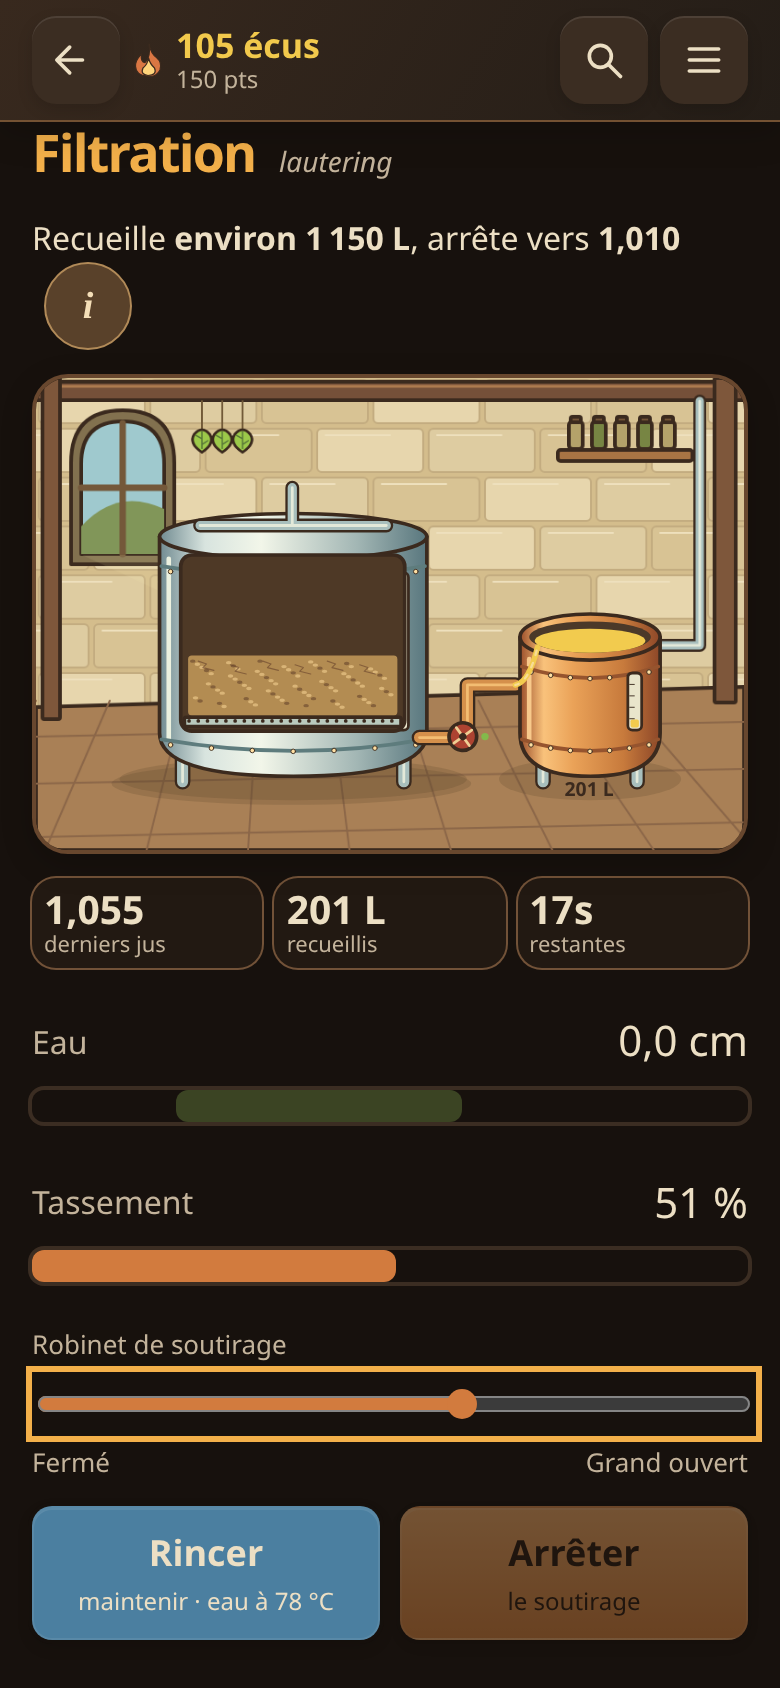 105 écus
150 pts
Filtration lautering
Recueille environ 1 150 L, arrête vers 1,010
i
201 L
1,055
derniers jus
201 L
recueillis
17s
restantes
Eau 0,0 cm
Tassement 51 %
Robinet de soutirage
Fermé Grand ouvert
Rincer
maintenir · eau à 78 °C
Arrêter
le soutirage